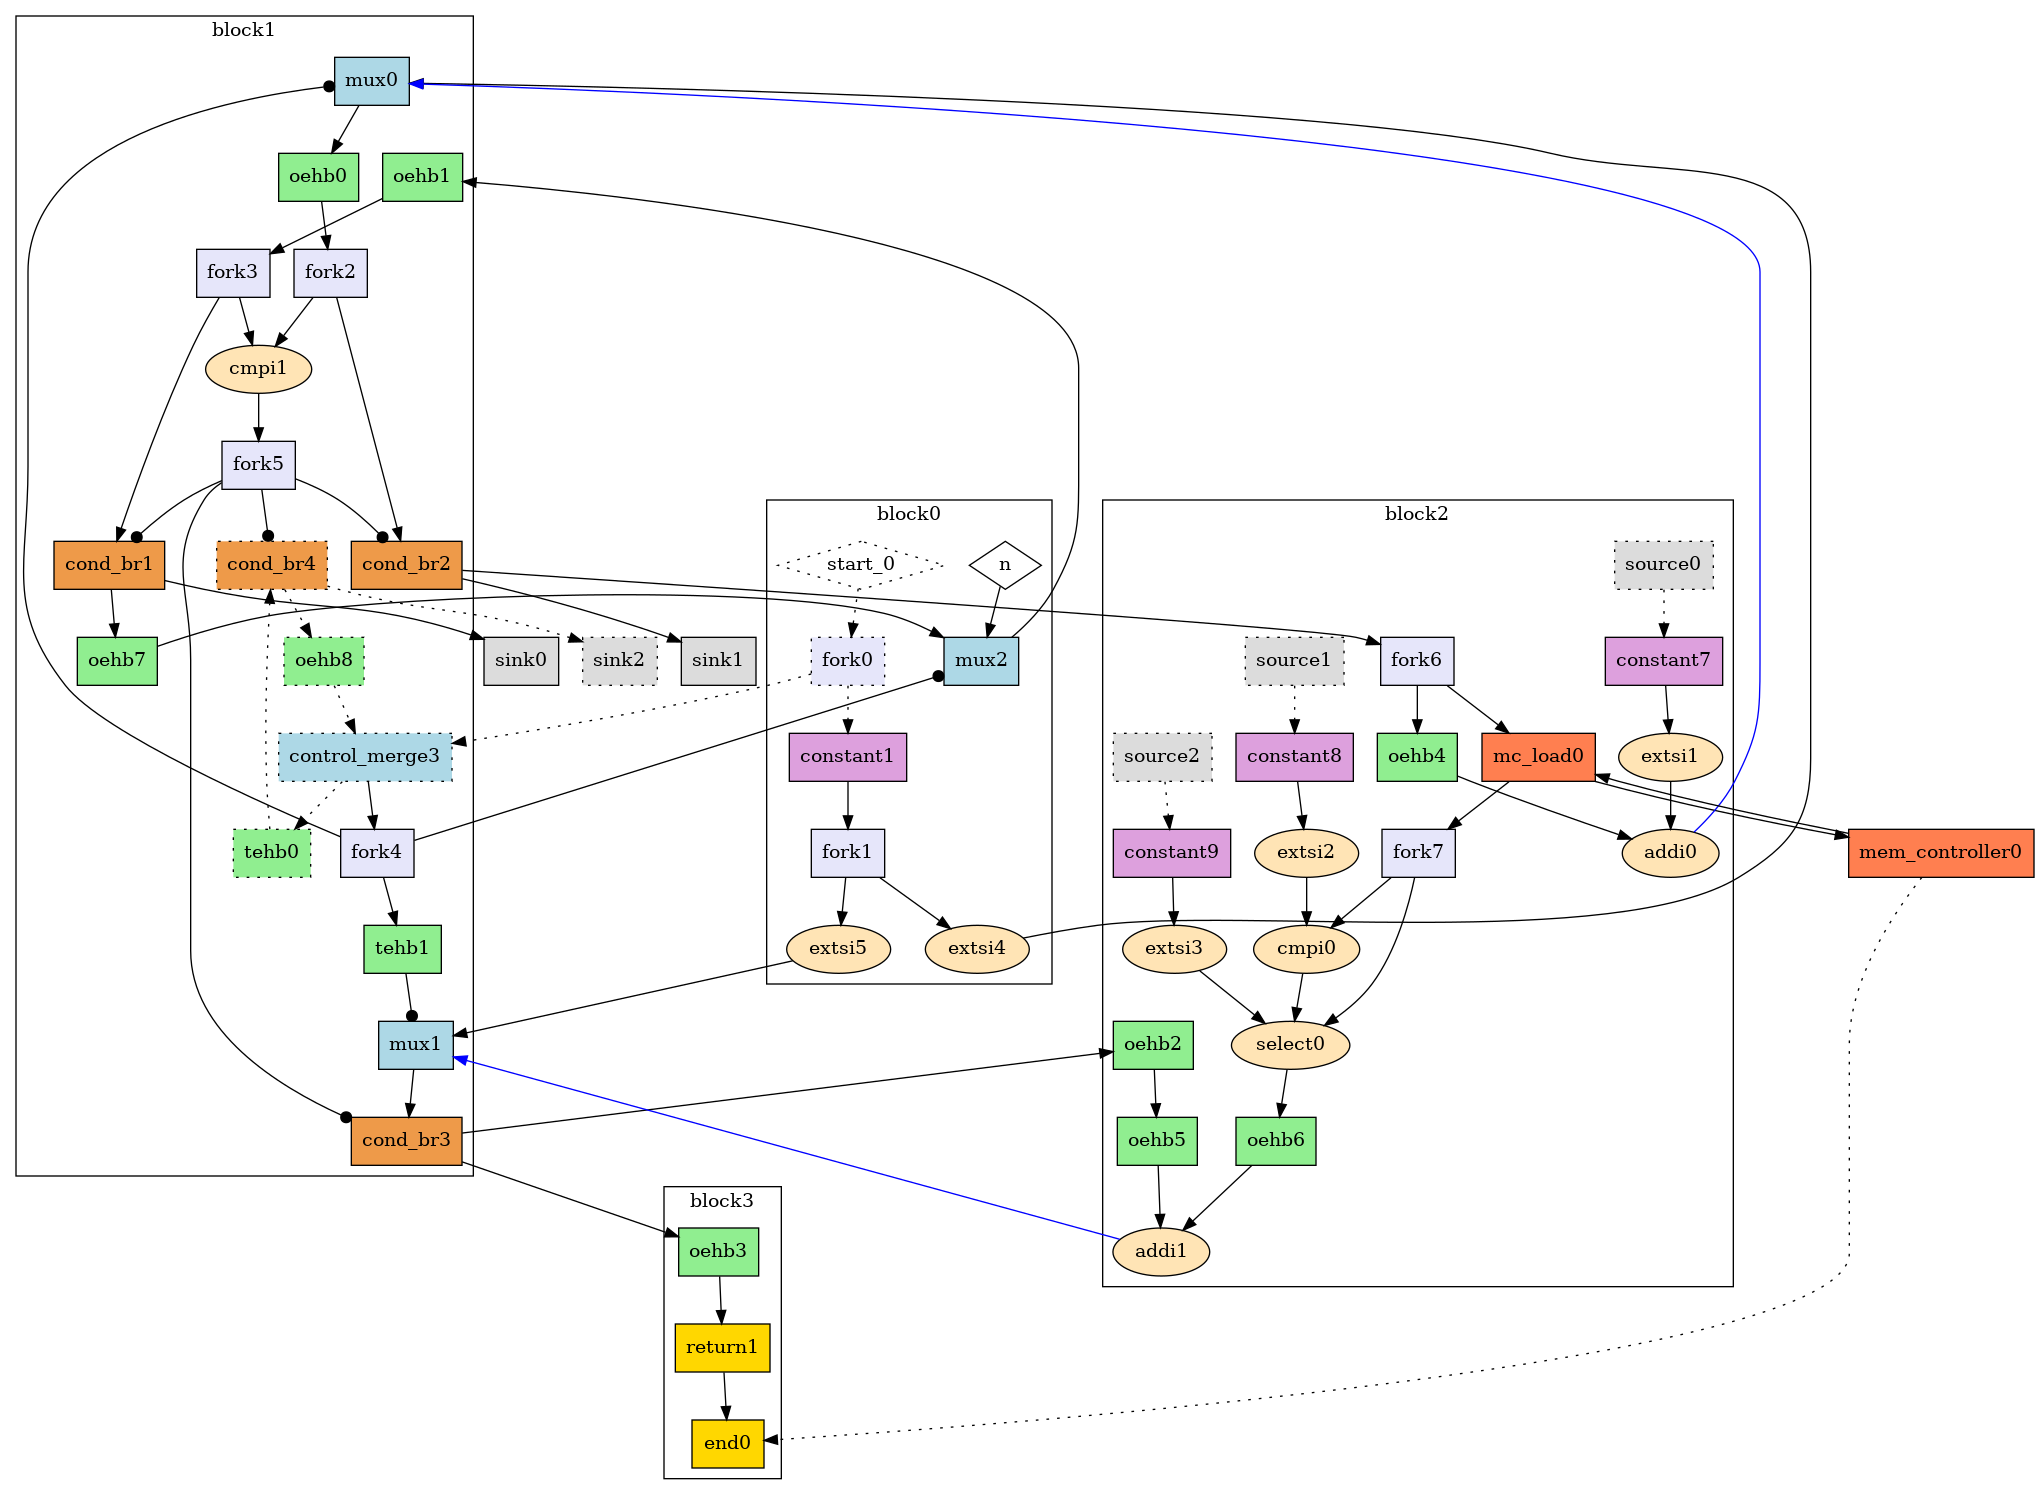 block1
mux0
oehb0
oehb1
fork3
fork2
cmpi1
fork5
cond_br1
cond_br4
cond_br2
oehb7
oehb8
control_merge3
tehb0
fork4
tehb1
mux1
cond_br3
sink0
sink2
sink1
block0
start_0
n
fork0
mux2
constant1
fork1
extsi5
extsi4
block2
source0
source1
fork6
constant7
source2
constant8
oehb4
mc_load0
extsi1
constant9
extsi2
fork7
addi0
extsi3
cmpi0
oehb2
select0
oehb5
oehb6
addi1
mem_controller0
block3
oehb3
return1
end0